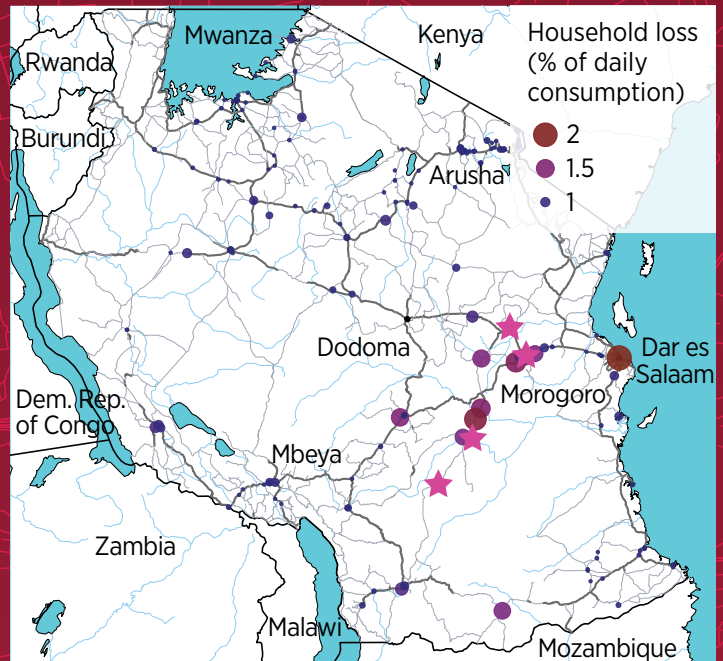 Mwanza
Kenya
Household loss
(% of daily
consumption)
2
1.5
1
Rwanda
Burundi
Arusha
Dodoma
Dar es
Salaam
Morogoro
Dem. Rep.
of Congo
Mbeya
Zambia
Malawi
Mozambique